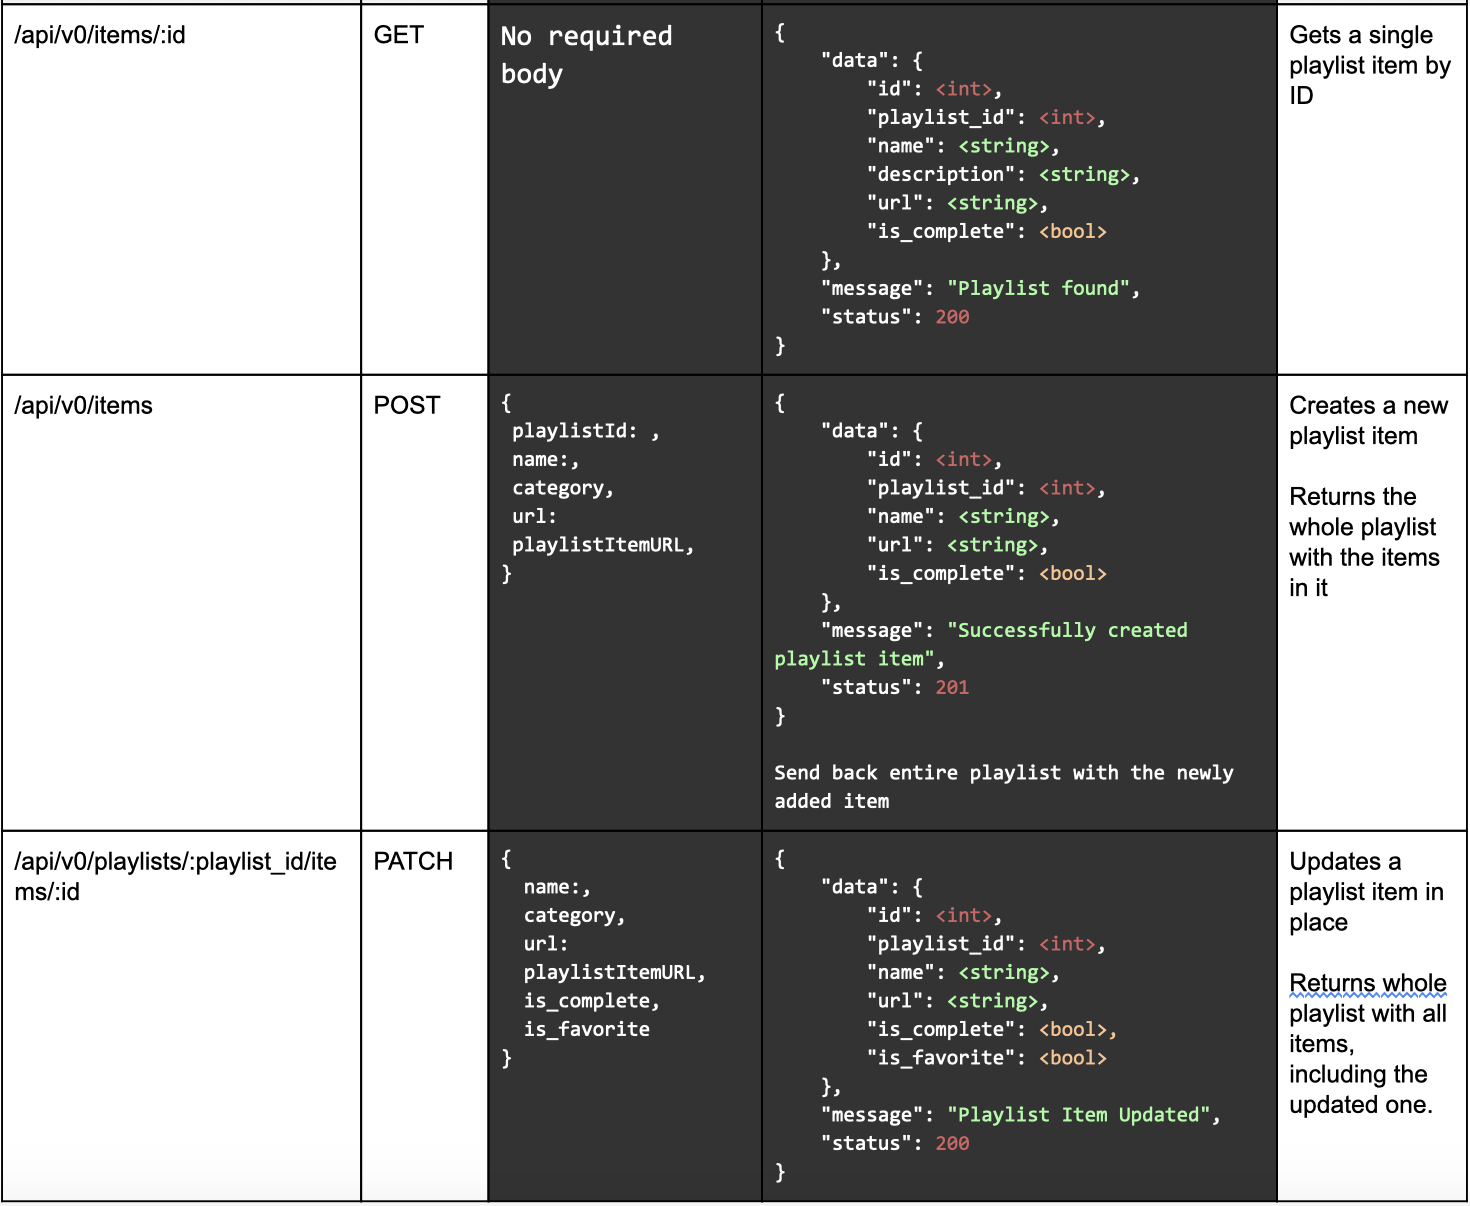 /api/v0/items/:id
GET
No required
body
{
    "data": {
        "id": <int>,
        "playlist_id": <int>,
        "name": <string>,
        "description": <string>,
        "url": <string>,
        "is_complete": <bool>
    },
    "message": "Playlist found",
    "status": 200
}
Gets a single
playlist item by
ID
/api/v0/items
POST
{
 playlistId: ,
 name:,
 category,
 url:
 playlistItemURL,
}
{
    "data": {
        "id": <int>,
        "playlist_id": <int>,
        "name": <string>,
        "url": <string>,
        "is_complete": <bool>
    },
    "message": "Successfully created
playlist item",
    "status": 201
}
Send back entire playlist with the newly
added item
Creates a new
playlist item
Returns the
whole playlist
with the items
in it
/api/v0/playlists/:playlist_id/ite
ms/:id
PATCH
{
  name:,
  category,
  url:
  playlistItemURL,
  is_complete,
  is_favorite
}
{
    "data": {
        "id": <int>,
        "playlist_id": <int>,
        "name": <string>,
        "url": <string>,
        "is_complete": <bool>,
        "is_favorite": <bool>
    },
    "message": "Playlist Item Updated",
    "status": 200
}
Updates a
playlist item in
place
Returns whole
playlist with all
items,
including the
updated one.